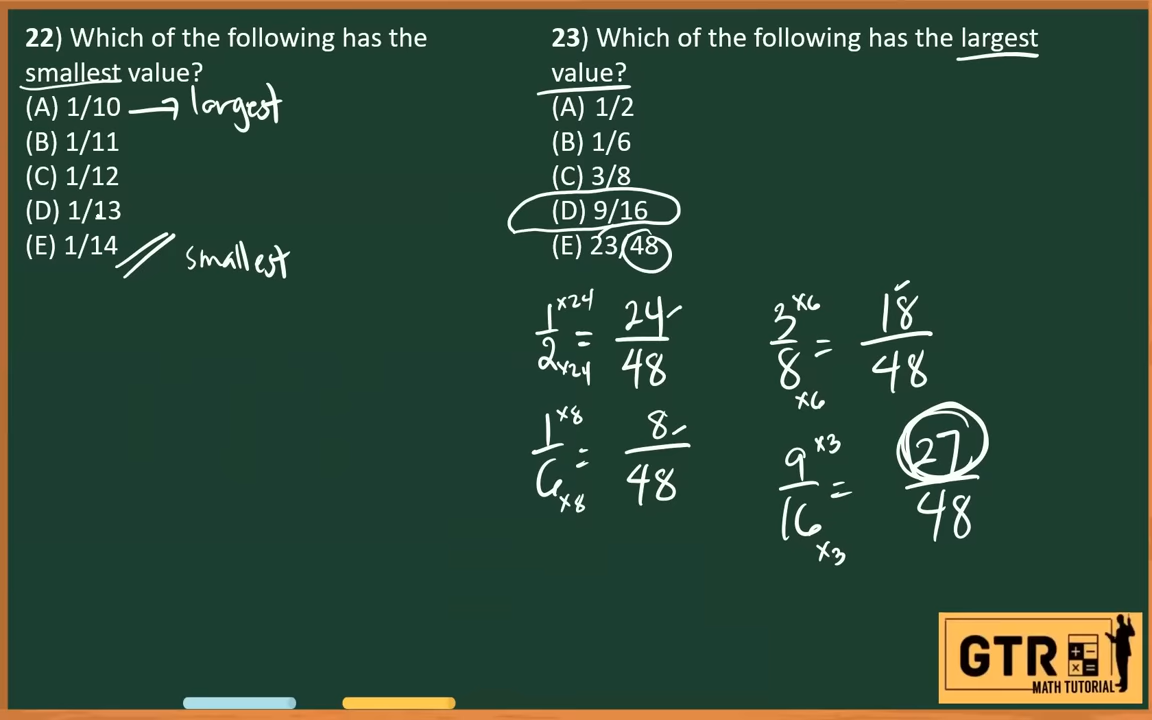 22) Which of the following has the
smallest value?
(A) 1/10 → largest
(B) 1/11
(C) 1/12
(D) 1/13
(E) 1/14
smallest
23) Which of the following has the largest
value?
(A) 1/2
(B) 1/6
(C) 3/8
(D) 9/16
(E) 23/48
1 ×24 24
2 ×24 = 48
1 ×8 8
6 ×8 = 48
3 ×6 18
8 ×6 = 48
9 ×3 27
16 ×3 = 48
GTR
MATH TUTORIAL